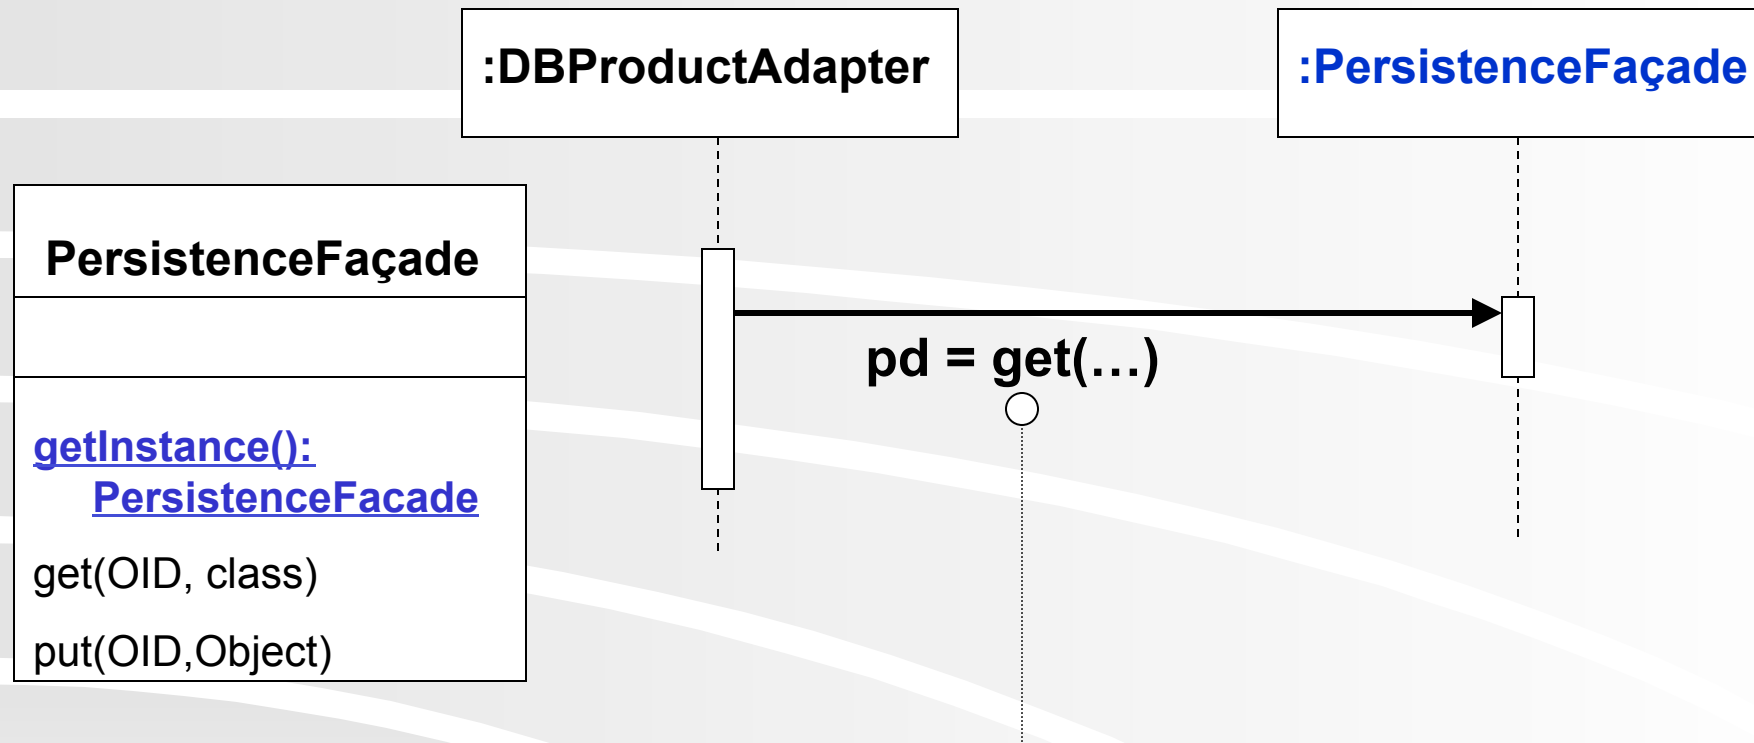 :DBProductAdapter
:PersistenceFaçade
PersistenceFaçade
pd = get(…)
getInstance():
PersistenceFacade
get(OID, class)
put(OID,Object)